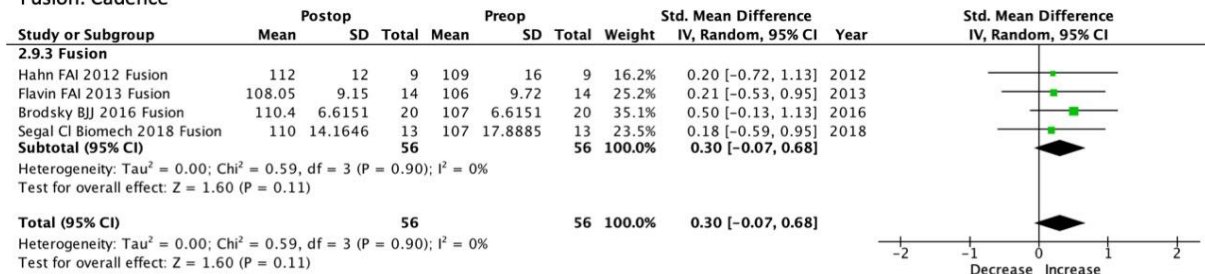 Fusion: Cadence
Postop Preop Std. Mean Difference Std. Mean Difference
Study or Subgroup Mean SD Total Mean SD Total Weight IV, Random, 95% CI Year IV, Random, 95% CI
2.9.3 Fusion
Hahn FAI 2012 Fusion 112 12 9 109 16 9 16.2% 0.20 [-0.72, 1.13] 2012
Flavin FAI 2013 Fusion 108.05 9.15 14 106 9.72 14 25.2% 0.21 [-0.53, 0.95] 2013
Brodsky BJJ 2016 Fusion 110.4 6.6151 20 107 6.6151 20 35.1% 0.50 [-0.13, 1.13] 2016
Segal Cl Biomech 2018 Fusion 110 14.1646 13 107 17.8885 13 23.5% 0.18 [-0.59, 0.95] 2018
Subtotal (95% CI) 56 56 100.0% 0.30 [-0.07, 0.68]
Heterogeneity: Tau² = 0.00; Chi² = 0.59, df = 3 (P = 0.90); I² = 0%
Test for overall effect: Z = 1.60 (P = 0.11)
Total (95% CI) 56 56 100.0% 0.30 [-0.07, 0.68]
Heterogeneity: Tau² = 0.00; Chi² = 0.59, df = 3 (P = 0.90); I² = 0%
Test for overall effect: Z = 1.60 (P = 0.11)
-2 -1 0 1 2
Decrease Increase